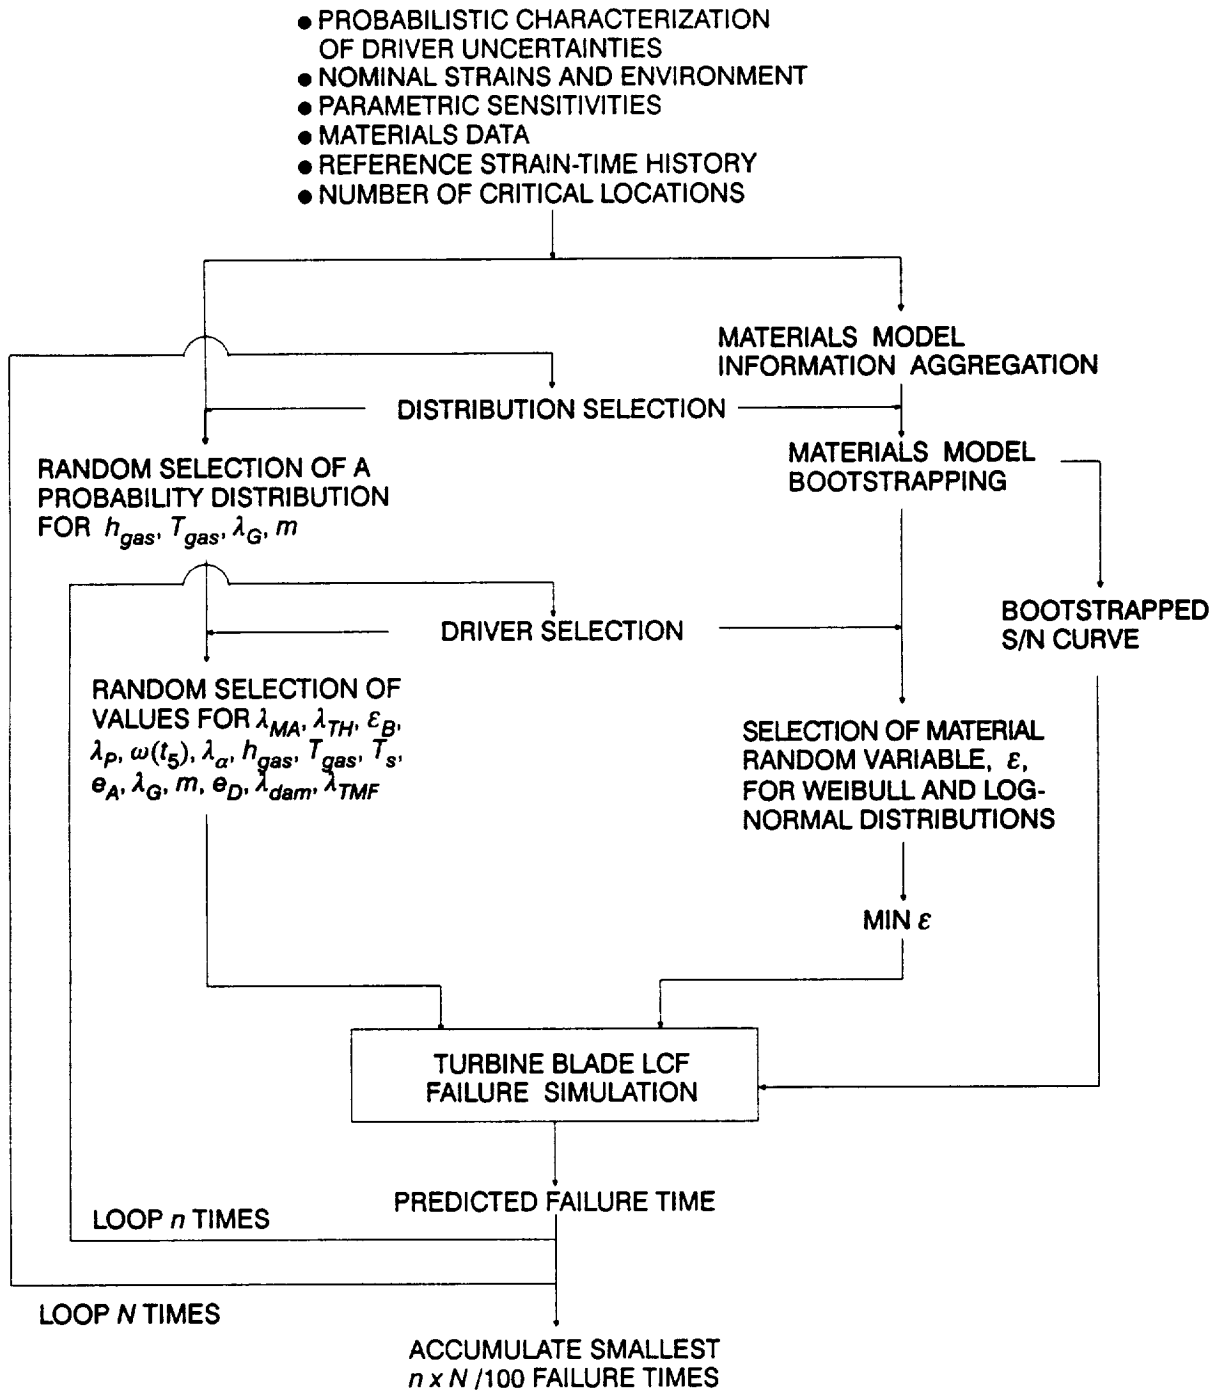 ● PROBABILISTIC CHARACTERIZATION
OF DRIVER UNCERTAINTIES
● NOMINAL STRAINS AND ENVIRONMENT
● PARAMETRIC SENSITIVITIES
● MATERIALS DATA
● REFERENCE STRAIN-TIME HISTORY
● NUMBER OF CRITICAL LOCATIONS
MATERIALS MODEL
INFORMATION AGGREGATION
DISTRIBUTION SELECTION
MATERIALS MODEL
BOOTSTRAPPING
RANDOM SELECTION OF A
PROBABILITY DISTRIBUTION
FOR h_gas, T_gas, λ_G, m
BOOTSTRAPPED
S/N CURVE
DRIVER SELECTION
RANDOM SELECTION OF
VALUES FOR λ_MA, λ_TH, ε_B,
λ_P, ω(t_5), λ_α, h_gas, T_gas, T_s,
e_A, λ_G, m, e_D, λ_dam, λ_TMF
SELECTION OF MATERIAL
RANDOM VARIABLE, ε,
FOR WEIBULL AND LOG-
NORMAL DISTRIBUTIONS
MIN ε
TURBINE BLADE LCF
FAILURE SIMULATION
PREDICTED FAILURE TIME
LOOP n TIMES
LOOP N TIMES
ACCUMULATE SMALLEST
n x N /100 FAILURE TIMES